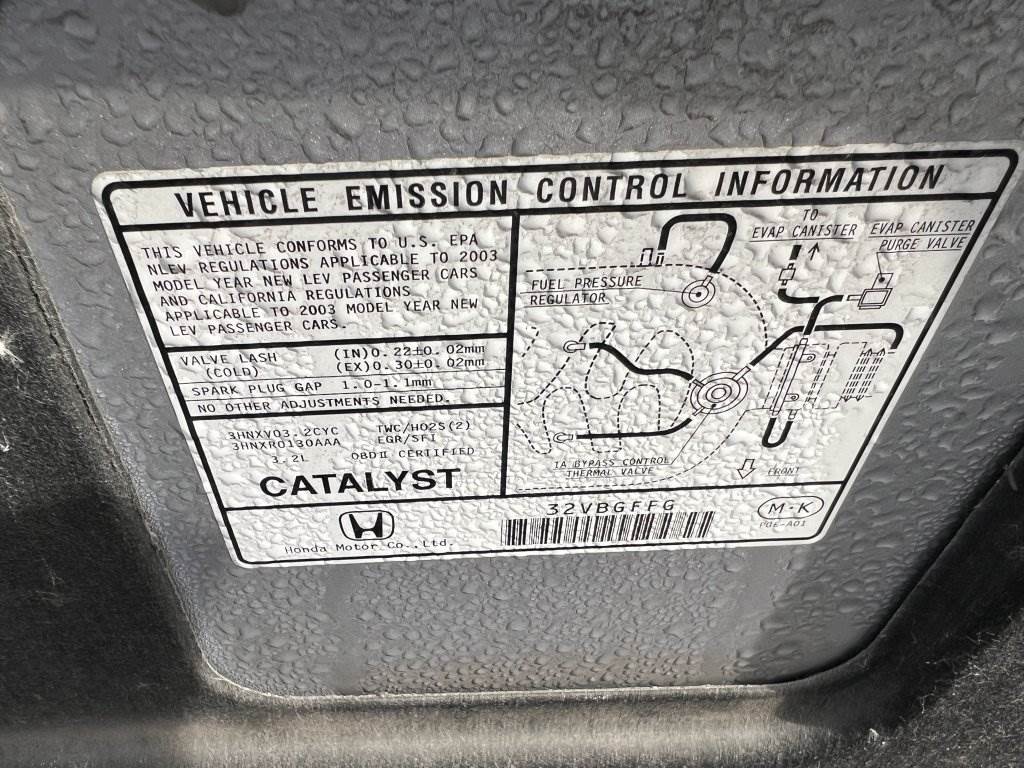 VEHICLE EMISSION CONTROL INFORMATION
THIS VEHICLE CONFORMS TO U.S. EPA
NLEV REGULATIONS APPLICABLE TO 2003
MODEL YEAR NEW LEV PASSENGER CARS
AND CALIFORNIA REGULATIONS
APPLICABLE TO 2003 MODEL YEAR NEW
LEV PASSENGER CARS.
VALVE LASH (IN)0.22±0.02mm
(COLD) (EX)0.30±0.02mm
SPARK PLUG GAP 1.0-1.1mm
NO OTHER ADJUSTMENTS NEEDED.
3HNXV03.2CYC TWC/HO2S(2)
3HNXR0130AAA EGR/SFI
3.2L OBDII CERTIFIED
CATALYST
TO
EVAP CANISTER
EVAP CANISTER
PURGE VALVE
FUEL PRESSURE
REGULATOR
IA BYPASS CONTROL
THERMAL VALVE
FRONT
Honda Motor Co.,Ltd.
32VBGFFG
M-K
PGE-A01